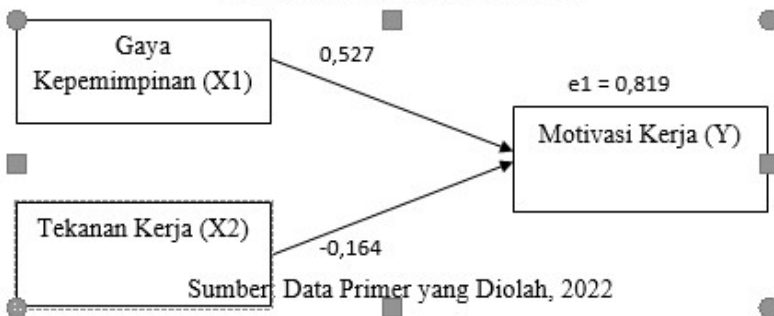 Gaya
Kepemimpinan (X1)
0,527
e1 = 0,819
Motivasi Kerja (Y)
Tekanan Kerja (X2)
-0,164
Sumber: Data Primer yang Diolah, 2022